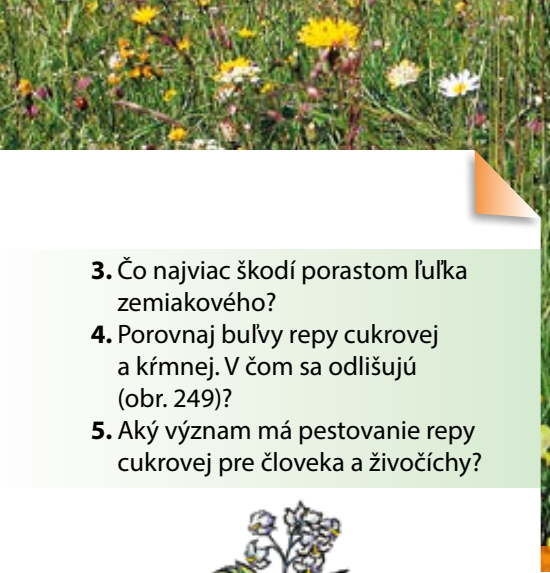 3. Čo najviac škodí porastom ľuľka
zemiakového?
4. Porovnaj buľvy repy cukrovej
a kŕmnej. V čom sa odlišujú
(obr. 249)?
5. Aký význam má pestovanie repy
cukrovej pre človeka a živočíchy?